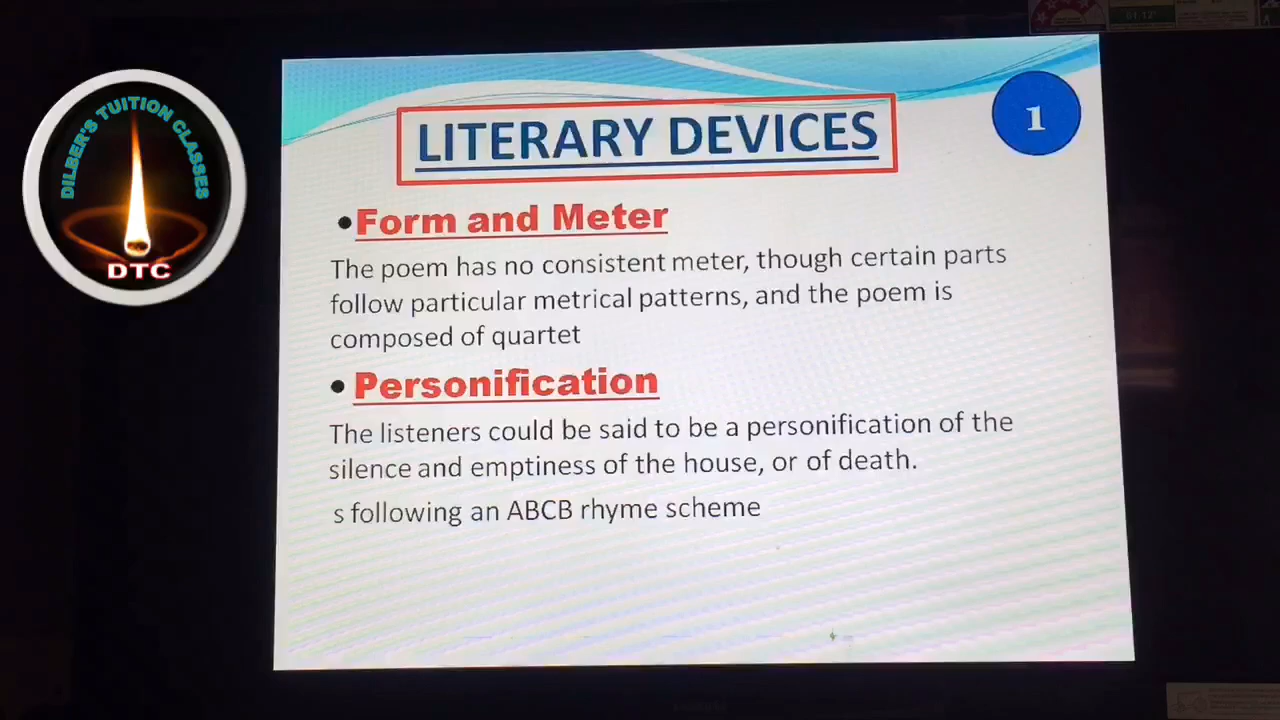 DILBER'S TUITION CLASSES
DTC
LITERARY DEVICES
1
•Form and Meter
The poem has no consistent meter, though certain parts
follow particular metrical patterns, and the poem is
composed of quartet
• Personification
The listeners could be said to be a personification of the
silence and emptiness of the house, or of death.
s following an ABCB rhyme scheme